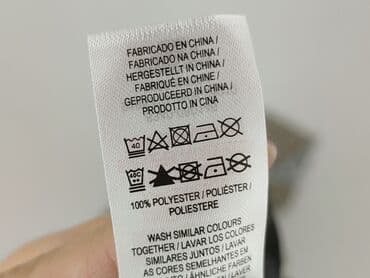 FABRICADO EN CHINA /
FABRICADO NA CHINA /
HERGESTELLT IN CHINA /
FABRIQUÉ EN CHINE /
GEPRODUCEERD IN CHINA /
PRODOTTO IN CINA
40
40C
100% POLYESTER / POLIÉSTER /
POLIESTERE
WASH SIMILAR COLOURS
TOGETHER / LAVAR LOS COLORES
SIMILARES JUNTOS / LAVAR
AS CORES SEMELHANTES EM
/ ÄHNLICHE FARBEN